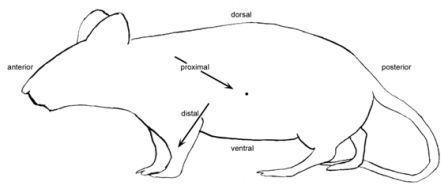 dorsal
anterior
proximal
posterior
distal
ventral